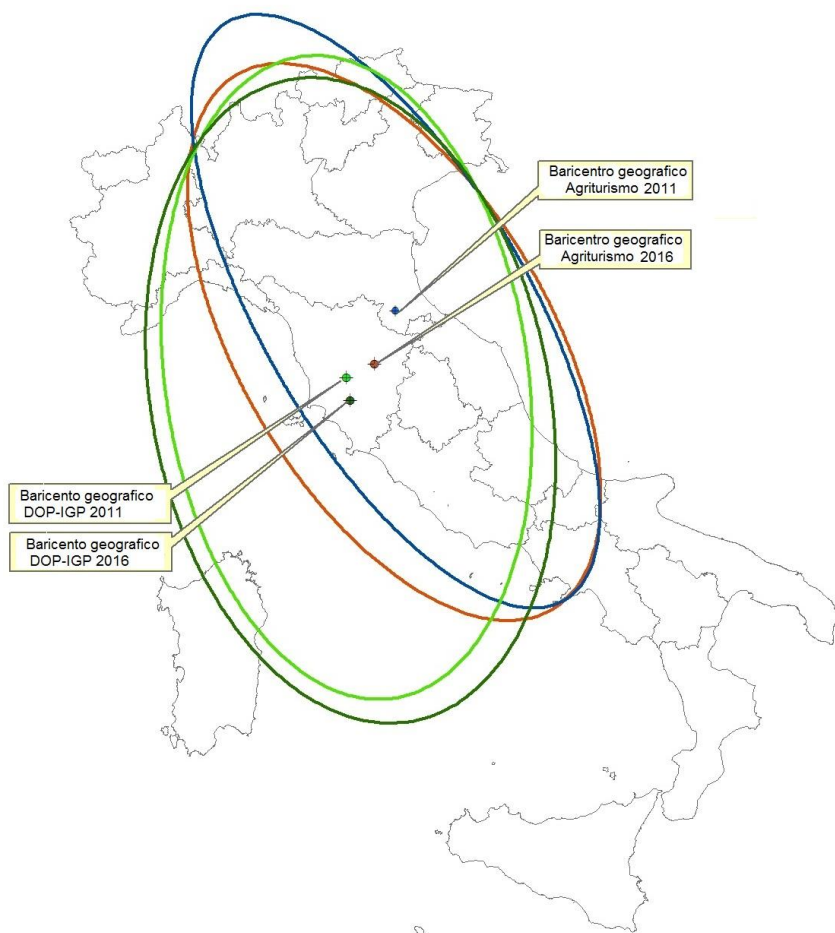 Baricentro geografico
Agriturismo 2011
Baricentro geografico
Agriturismo 2016
Baricento geografico
DOP-IGP 2011
Baricento geografico
DOP-IGP 2016